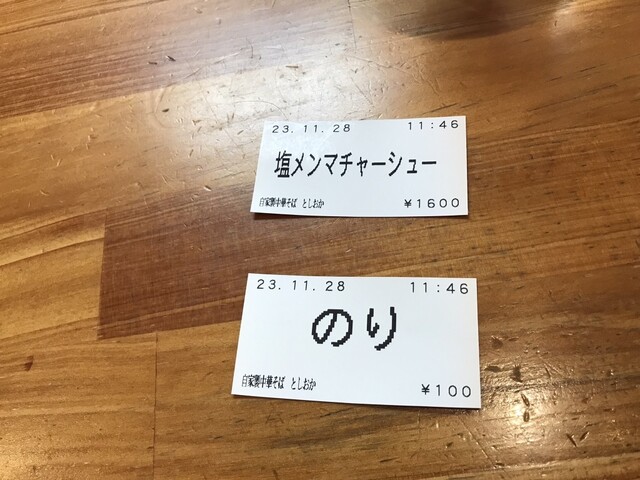 23.11.28 11:46
塩メンマチャーシュー
自家製中華そば としおか ¥1600
23.11.28 11:46
のり
自家製中華そば としおか ¥100